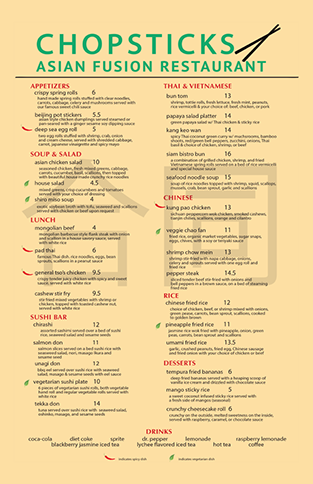 CHOPSTICKS
ASIAN FUSION RESTAURANT
APPETIZERS
crispy spring rolls 6
hand made spring rolls stuffed with clear noodles,
carrots, cabbage, celery and mushrooms served with
our famous sweet chili sauce
beijing pot stickers 5.5
asian style chicken dumplings served steamed or
pan-seared with a ginger sesame soy dipping sauce
deep sea egg roll 5
two egg rolls stuffed with shrimp, crab, onion
and cream cheese, served with shredded cabbage,
carrot, japanese vinaigrette and spicy mayo
SOUP & SALAD
asian chicken salad 10
seasoned chicken, fresh mixed greens, cabbage,
carrots, cucumber, basil, scallions, then topped
with beautiful house-made crunchy rice noodles
house salad 4.5
mixed greens, crisp cucumbers and tomatoes
served with your choice of dressing
shiro miso soup 4
exotic soybean broth with tofu, seaweed and scallions
served with chicken or beef upon request
LUNCH
mongolian beef 4
mongolian barbecue style flank steak with onion
and scallion in a house savory sauce, served
with white rice
pad thai 6
famous Thai dish, rice noodles, eggs, bean
sprouts, scallions in a peanut sauce
general tso's chicken 9.5
crispy tender juicy chicken with spicy and sweet
sauce, served with white rice
cashew stir fry 9.5
stir fried mixed vegetables with shrimp or
chicken, topped with toasted cashew nut,
served with white rice
SUSHI BAR
chirashi 12
assorted sashimi served over a bed of sushi
rice, seaweed salad and sesame seeds
salmon don 11
salmon slices served on a bed sushi rice with
seaweed salad, nori, masago, ikura and
sesame seed
unagi don 12
bbq eel served over sushi rice with seaweed
salad, masago & sesame seeds with eel sauce
vegetarian sushi plate 10
8 pieces of vegetarian sushi rolls, both vegetable
hand roll and regular vegetable rolls served with
white rice
tekka don 14
tuna served over sushi rice with seaweed salad,
oshinko, masago, and sesame seeds
THAI & VIETNAMESE
bun tom 13
shrimp, tottle rolls, fresh lettuce, fresh mint, peanuts,
rice vermicelli & your choice of beef, chicken, or pork
papaya salad platter 14
green papaya salad w/ Thai chicken & sticky rice
kang keo wan 14
spicy Thai coconut green curry w/ mushrooms, bamboo
shoots, red/green bell peppers, zucchini, onions, Thai
basil & choice of chicken, shrimp, or beef
siam bistro bun 16
a combination of grilled chicken, shrimp, and fried
Vietnamese spring rolls served on a bed of rice vermicelli
and special house sauce
seafood noodle soup 15
soup of rice noodles topped with shrimp, squid, scallops,
mussels, crab, bean sprout, garlic and scallion
CHINESE
kung pao chicken 13
sichuan peppercorn wok chicken, smoked cashews,
tianjin chilies, scallions, orange and cilantro
veggie chao fan 11
fried rice, organic market vegetables, sugar snaps,
eggs, chives, with a soy or teriyaki sauce
shrimp chow mein 13
shrimp stir fried with napa cabbage, onions,
celery and sprouts served with one egg roll and
fried rice
pepper steak 14.5
sliced tender beef stir fried with onions and
bell peppers in a brown sauce, on a bed of steaming
fried rice
RICE
chinese fried rice 12
choice of chicken, beef, or shrimp mixed with onions,
green peas, carrots, bean sprout, scallions, cooked
to golden brown
pineapple fried rice 11
jasmine rice wok fried with pineapple, onion, green
peas, carrots, bean sprout and scallions
umami fried rice 13.5
garlic, crushed peanuts, fried egg, Chinese sausage
and fried onion with your choice of chicken or beef
DESSERTS
tempura fried bananas 6
deep fried bananas served with a heaping scoop of
vanilla ice cream and drizzled with chocolate sauce
mango sticky rice 5
a sweet coconut infused sticky rice served with
a fresh side of mangos (seasonal)
crunchy cheesecake roll 6
crunchy on the outside, melted sweetness on the inside,
served with raspberry, caramel, or chocolate sauce
DRINKS
coca-cola diet coke sprite dr. pepper lemonade raspberry lemonade
blackberry jasmine iced tea lychee flavored iced tea hot tea coffee
indicates spicy dish indicates vegetarian dish